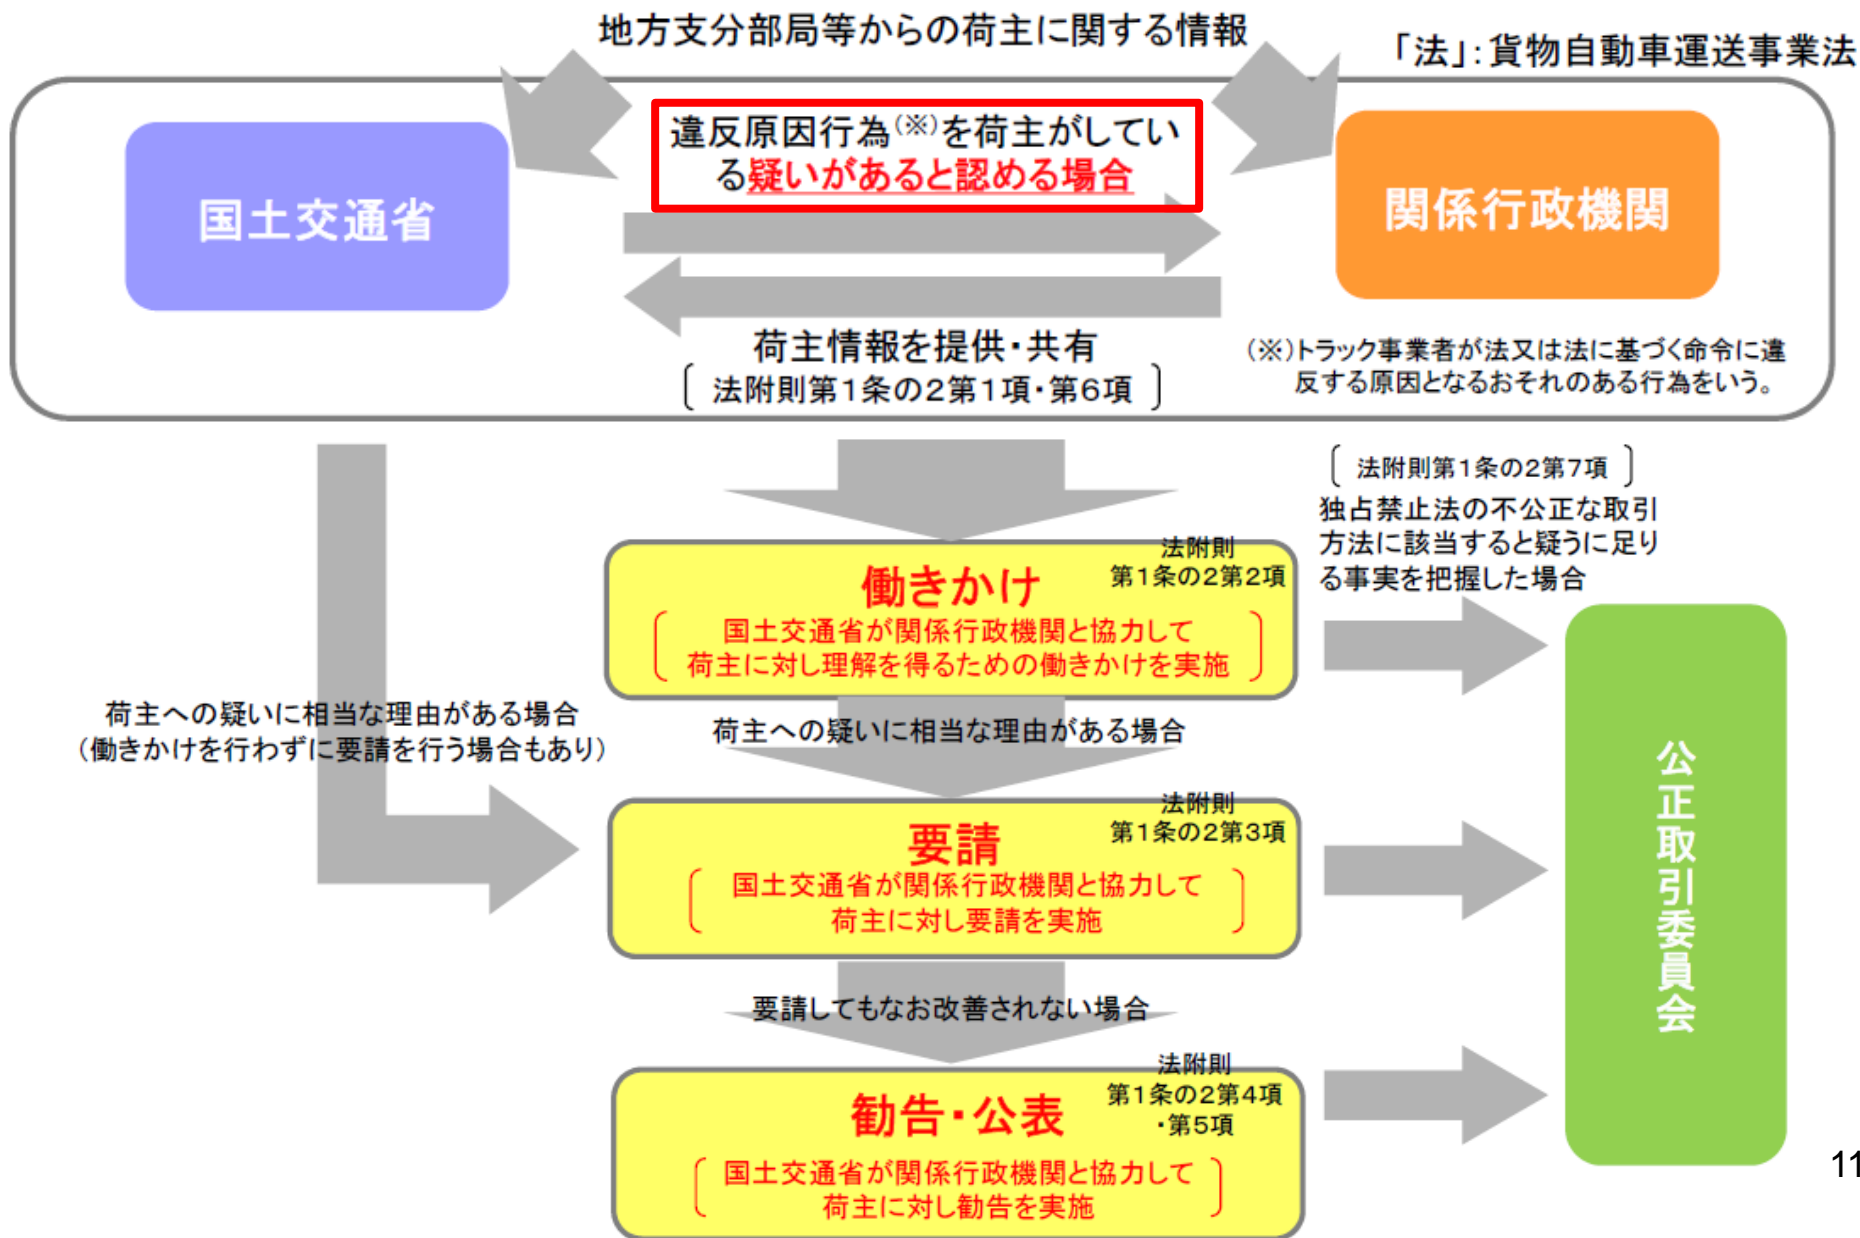 地方支分部局等からの荷主に関する情報
「法」:貨物自動車運送事業法
違反原因行為(※)を荷主がしてい
る疑いがあると認める場合
国土交通省
関係行政機関
荷主情報を提供・共有
〔 法附則第1条の2第1項・第6項 〕
(※)トラック事業者が法又は法に基づく命令に違
反する原因となるおそれのある行為をいう。
〔 法附則第1条の2第7項 〕
独占禁止法の不公正な取引
方法に該当すると疑うに足り
る事実を把握した場合
働きかけ
法附則
第1条の2第2項
国土交通省が関係行政機関と協力して
荷主に対し理解を得るための働きかけを実施
荷主への疑いに相当な理由がある場合
(働きかけを行わずに要請を行う場合もあり)
荷主への疑いに相当な理由がある場合
要請
法附則
第1条の2第3項
国土交通省が関係行政機関と協力して
荷主に対し要請を実施
要請してもなお改善されない場合
勧告・公表
法附則
第1条の2第4項
・第5項
国土交通省が関係行政機関と協力して
荷主に対し勧告を実施
公正取引委員会
11